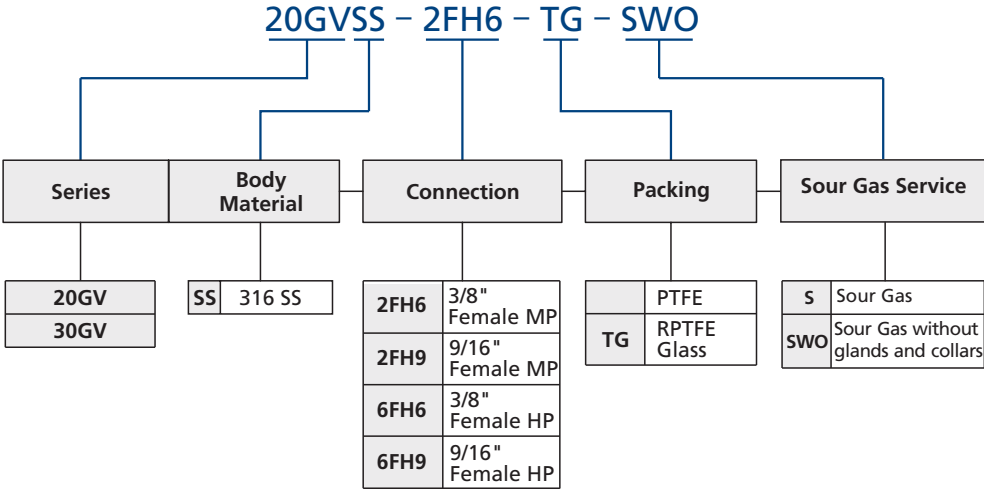 20GVSS – 2FH6 – TG – SWO
Series
Body
Material
Connection
Packing
Sour Gas Service
20GV
30GV
SS 316 SS
2FH6 3/8"
Female MP
2FH9 9/16"
Female MP
6FH6 3/8"
Female HP
6FH9 9/16"
Female HP
PTFE
TG RPTFE
Glass
S Sour Gas
SWO Sour Gas without
glands and collars